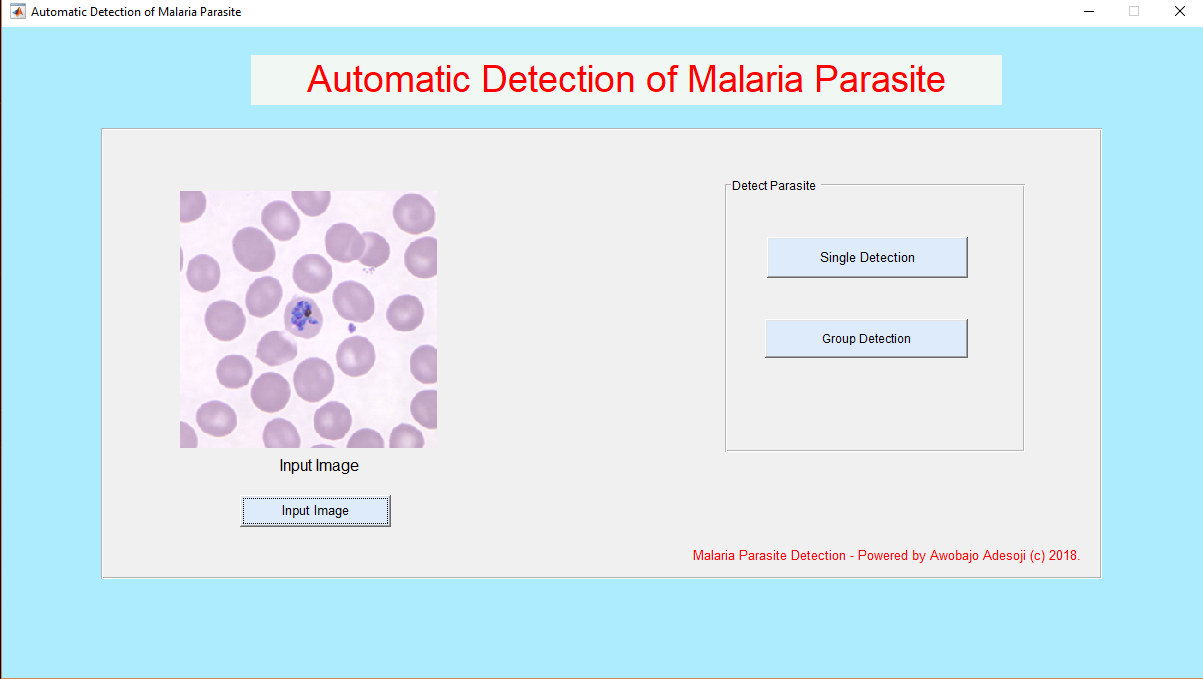 Automatic Detection of Malaria Parasite
Automatic Detection of Malaria Parasite
Detect Parasite
Single Detection
Group Detection
Input Image
Input Image
Malaria Parasite Detection - Powered by Awobajo Adesoji (c) 2018.